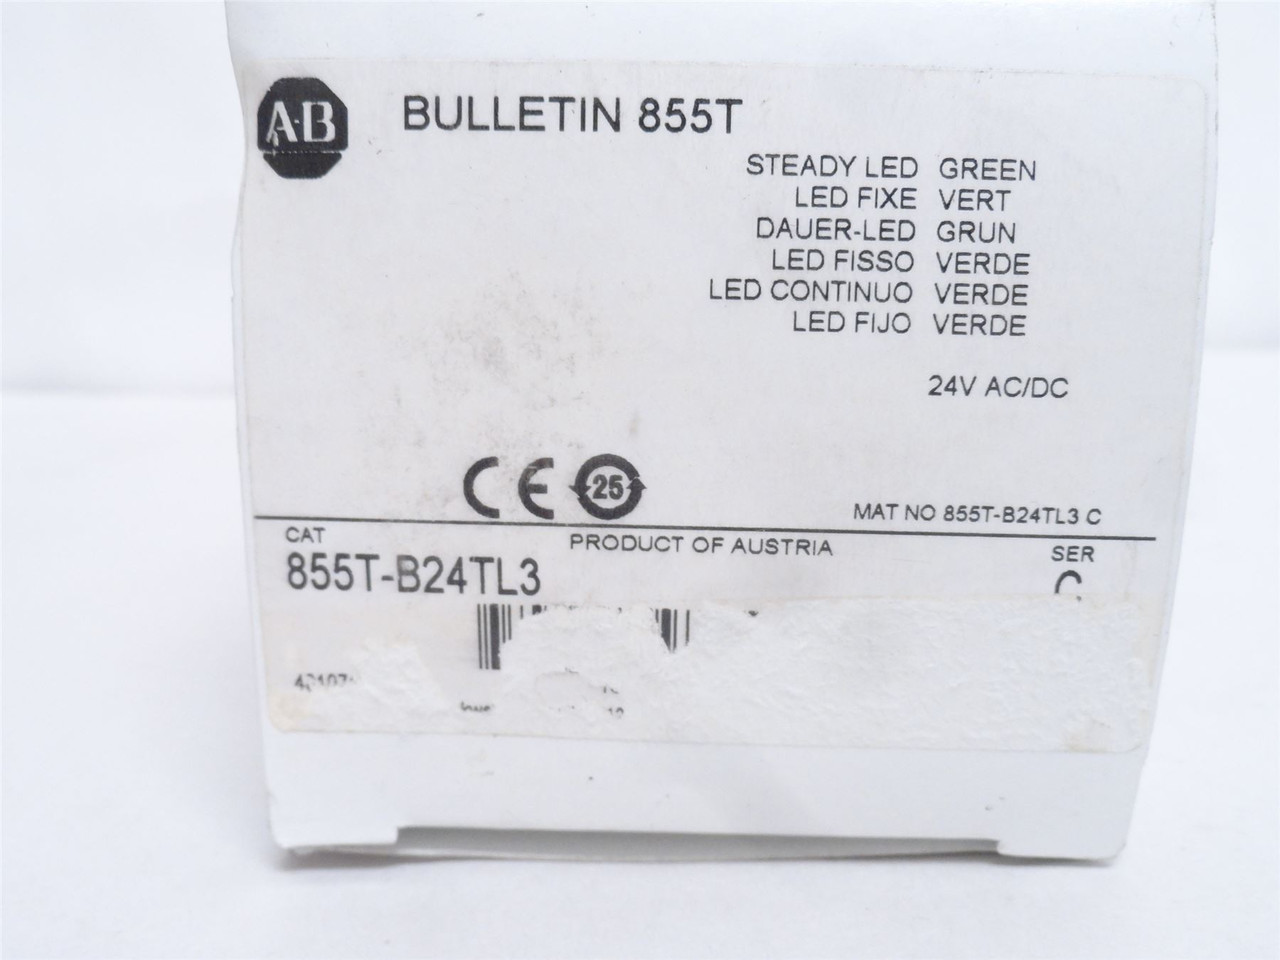 A-B BULLETIN 855T
STEADY LED GREEN
LED FIXE VERT
DAUER-LED GRUN
LED FISSO VERDE
LED CONTINUO VERDE
LED FIJO VERDE
24V AC/DC
CE 25
MAT NO 855T-B24TL3 C
CAT PRODUCT OF AUSTRIA SER
855T-B24TL3 C